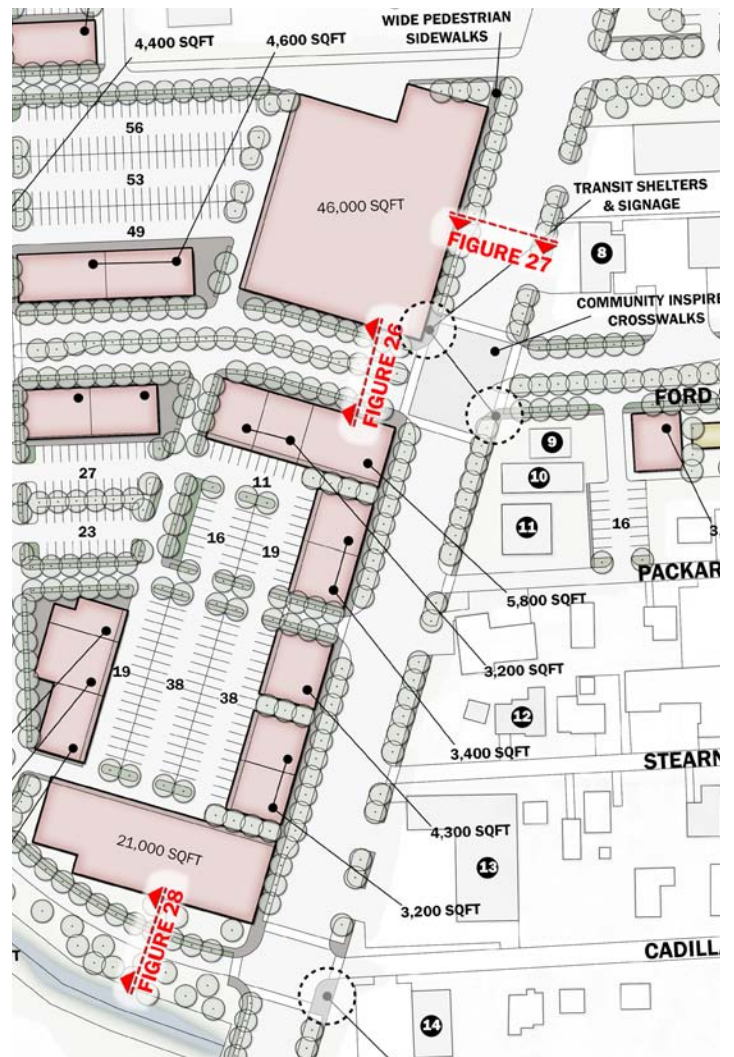 WIDE PEDESTRIAN
SIDEWALKS
4,400 SQFT
4,600 SQFT
56
53
49
46,000 SQFT
TRANSIT SHELTERS
& SIGNAGE
FIGURE 27
8
COMMUNITY INSPIRE
CROSSWALKS
FIGURE 26
FORD
9
10
11
27
23
11
16
19
16
3,
PACKAR
5,800 SQFT
3,200 SQFT
19
38
38
12
3,400 SQFT
STEARN
4,300 SQFT
21,000 SQFT
13
3,200 SQFT
FIGURE 28
CADILL
T
14